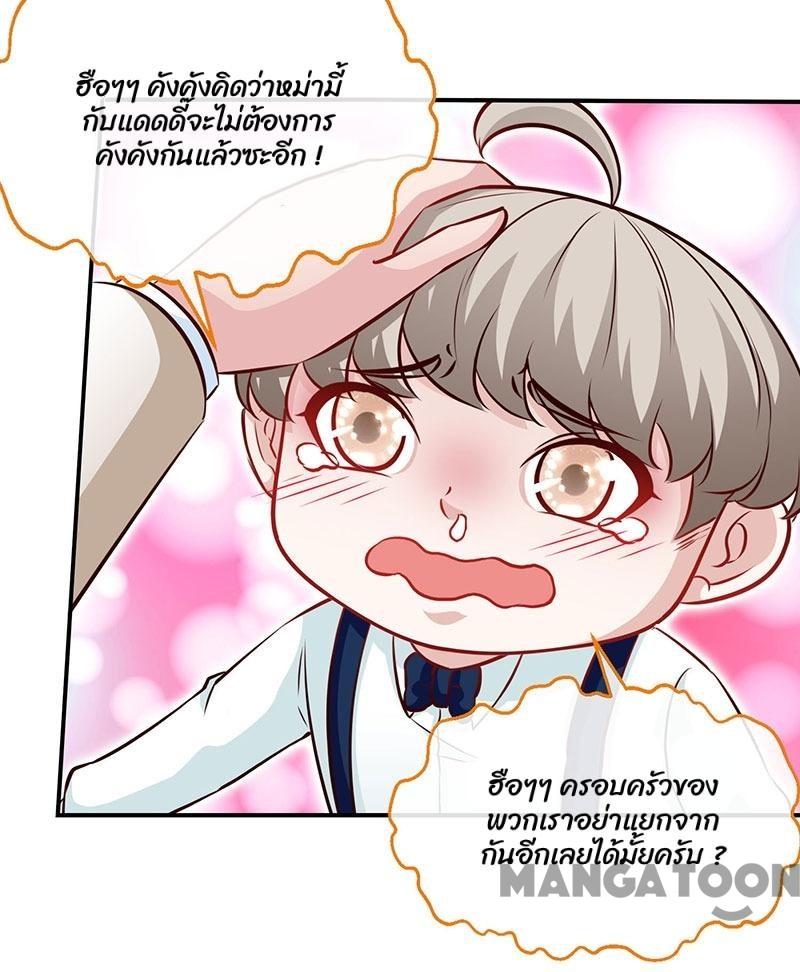 ฮือๆๆ คังคังคิดว่าหม่ามี้
กับแดดดี๊จะไม่ต้องการ
คังคังกันแล้วซะอีก !
ฮือๆๆ ครอบครัวของ
พวกเราอย่าแยกจาก
กันอีกเลยได้มั้ยครับ ?
MANGATOON